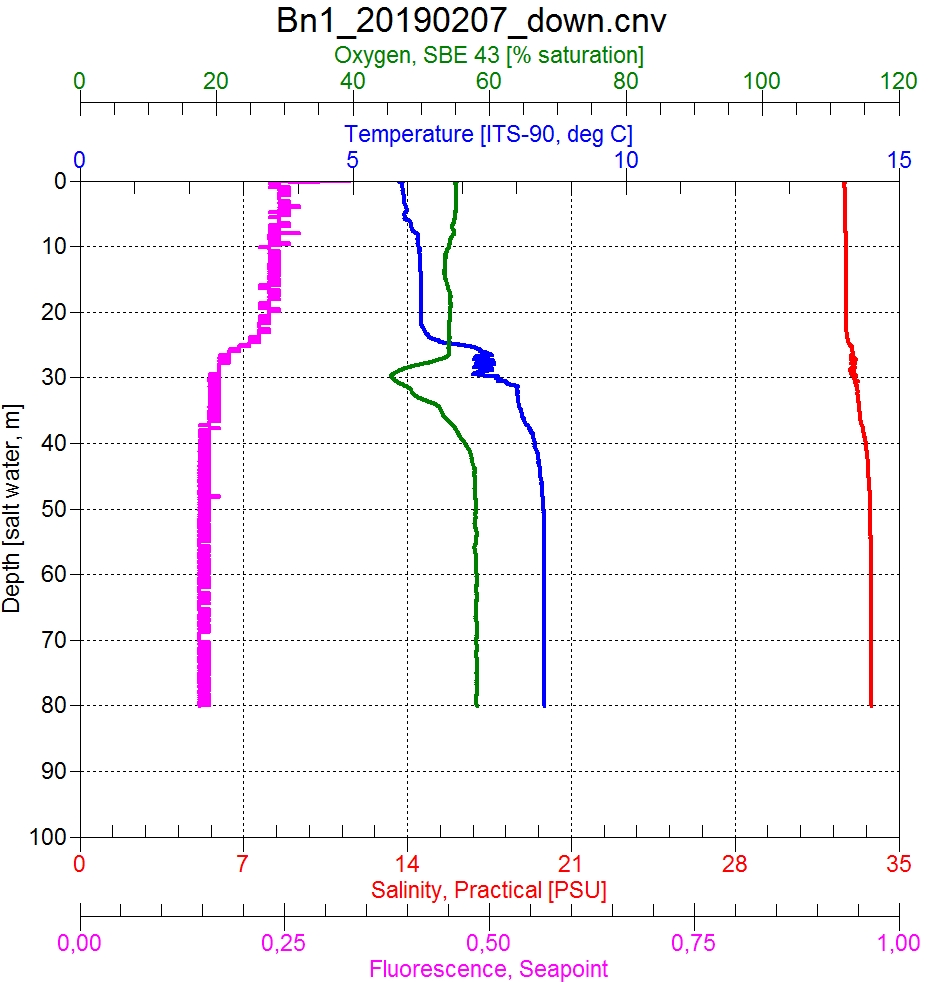 Bn1_20190207_down.cnv
Oxygen, SBE 43 [% saturation]
0 20 40 60 80 100 120
Temperature [ITS-90, deg C]
0 5 10 15
0
10
20
30
40
50
60
70
80
90
100
Depth [salt water, m]
0 7 14 21 28 35
Salinity, Practical [PSU]
0,00 0,25 0,50 0,75 1,00
Fluorescence, Seapoint